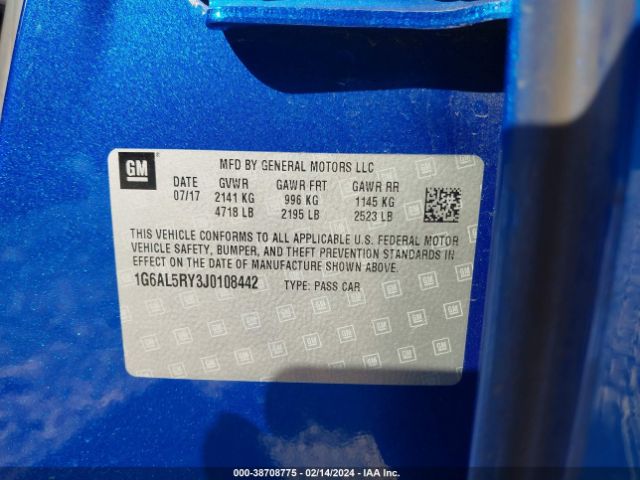 GM
MFD BY GENERAL MOTORS LLC
DATE GVWR GAWR FRT GAWR RR
07/17 2141 KG 996 KG 1145 KG
4718 LB 2195 LB 2523 LB
THIS VEHICLE CONFORMS TO ALL APPLICABLE U.S. FEDERAL MOTOR
VEHICLE SAFETY, BUMPER, AND THEFT PREVENTION STANDARDS IN
EFFECT ON THE DATE OF MANUFACTURE SHOWN ABOVE.
1G6AL5RY3J0108442 TYPE: PASS CAR
000-38708775 - 02/14/2024 - IAA Inc.